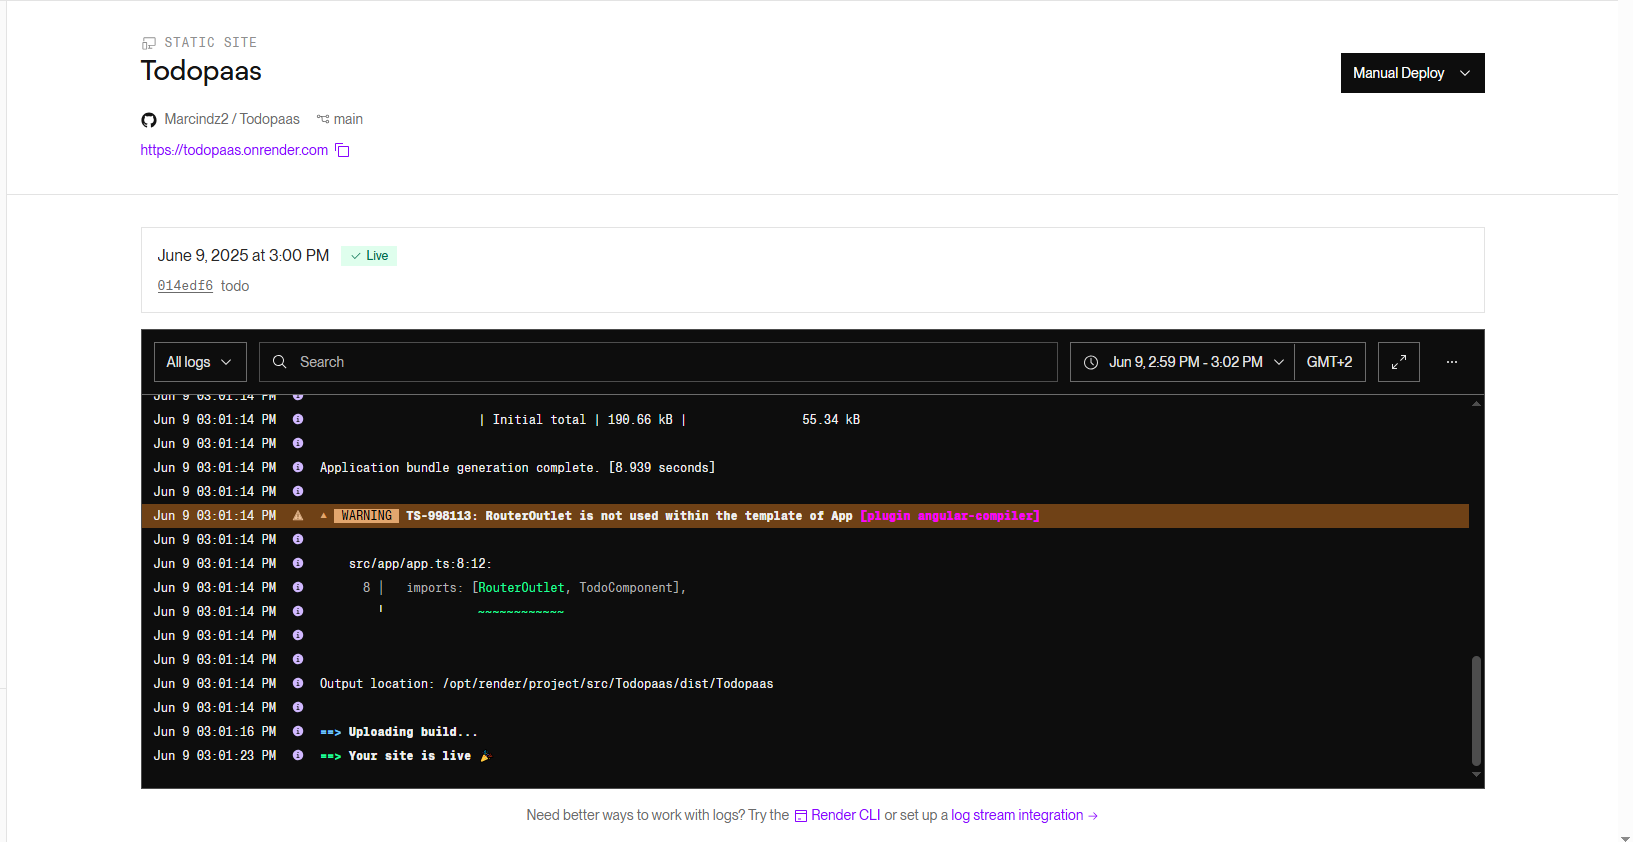 STATIC SITE
Todopaas
Manual Deploy
Marcindz2 / Todopaas main
https://todopaas.onrender.com
June 9, 2025 at 3:00 PM Live
014edf6 todo
All logs Search Jun 9, 2:59 PM - 3:02 PM GMT+2 ...
Jun 9 03:01:14 PM
Jun 9 03:01:14 PM | Initial total | 190.66 kB | 55.34 kB
Jun 9 03:01:14 PM
Jun 9 03:01:14 PM Application bundle generation complete. [8.939 seconds]
Jun 9 03:01:14 PM
Jun 9 03:01:14 PM ▲ WARNING TS-998113: RouterOutlet is not used within the template of App [plugin angular-compiler]
Jun 9 03:01:14 PM
Jun 9 03:01:14 PM src/app/app.ts:8:12:
Jun 9 03:01:14 PM 8 │ imports: [RouterOutlet, TodoComponent],
Jun 9 03:01:14 PM ╵ ~~~~~~~~~~~~
Jun 9 03:01:14 PM
Jun 9 03:01:14 PM
Jun 9 03:01:14 PM Output location: /opt/render/project/src/Todopaas/dist/Todopaas
Jun 9 03:01:14 PM
Jun 9 03:01:16 PM ==> Uploading build...
Jun 9 03:01:23 PM ==> Your site is live 🎉
Need better ways to work with logs? Try the Render CLI or set up a log stream integration →